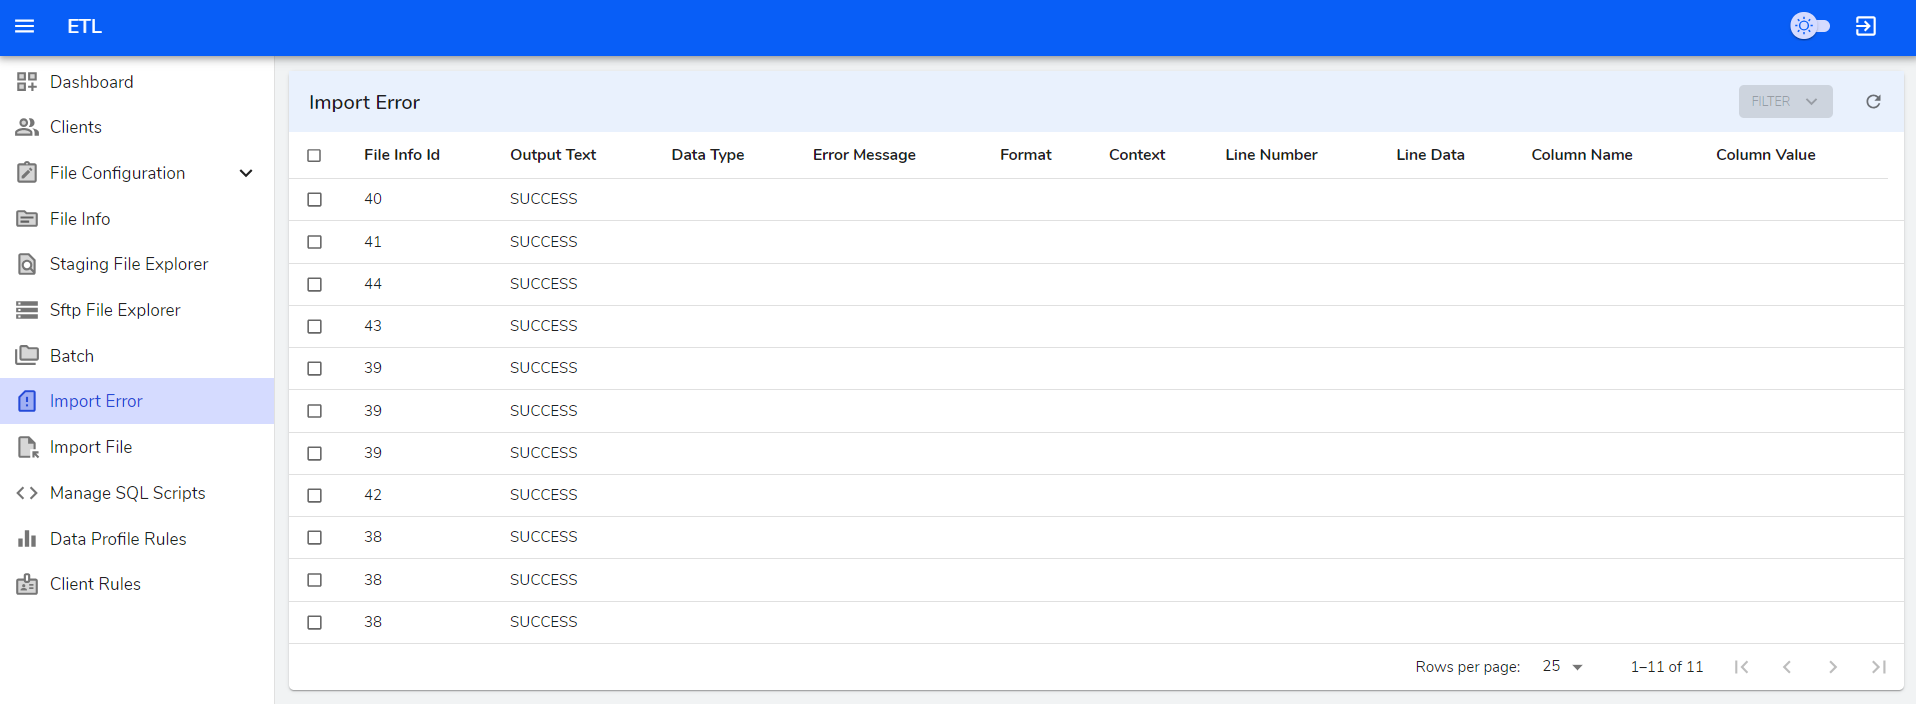 ETL
Dashboard
Clients
File Configuration
File Info
Staging File Explorer
Sftp File Explorer
Batch
Import Error
Import File
Manage SQL Scripts
Data Profile Rules
Client Rules
Import Error
FILTER
File Info Id Output Text Data Type Error Message Format Context Line Number Line Data Column Name Column Value
40 SUCCESS
41 SUCCESS
44 SUCCESS
43 SUCCESS
39 SUCCESS
39 SUCCESS
39 SUCCESS
42 SUCCESS
38 SUCCESS
38 SUCCESS
38 SUCCESS
Rows per page: 25 1–11 of 11